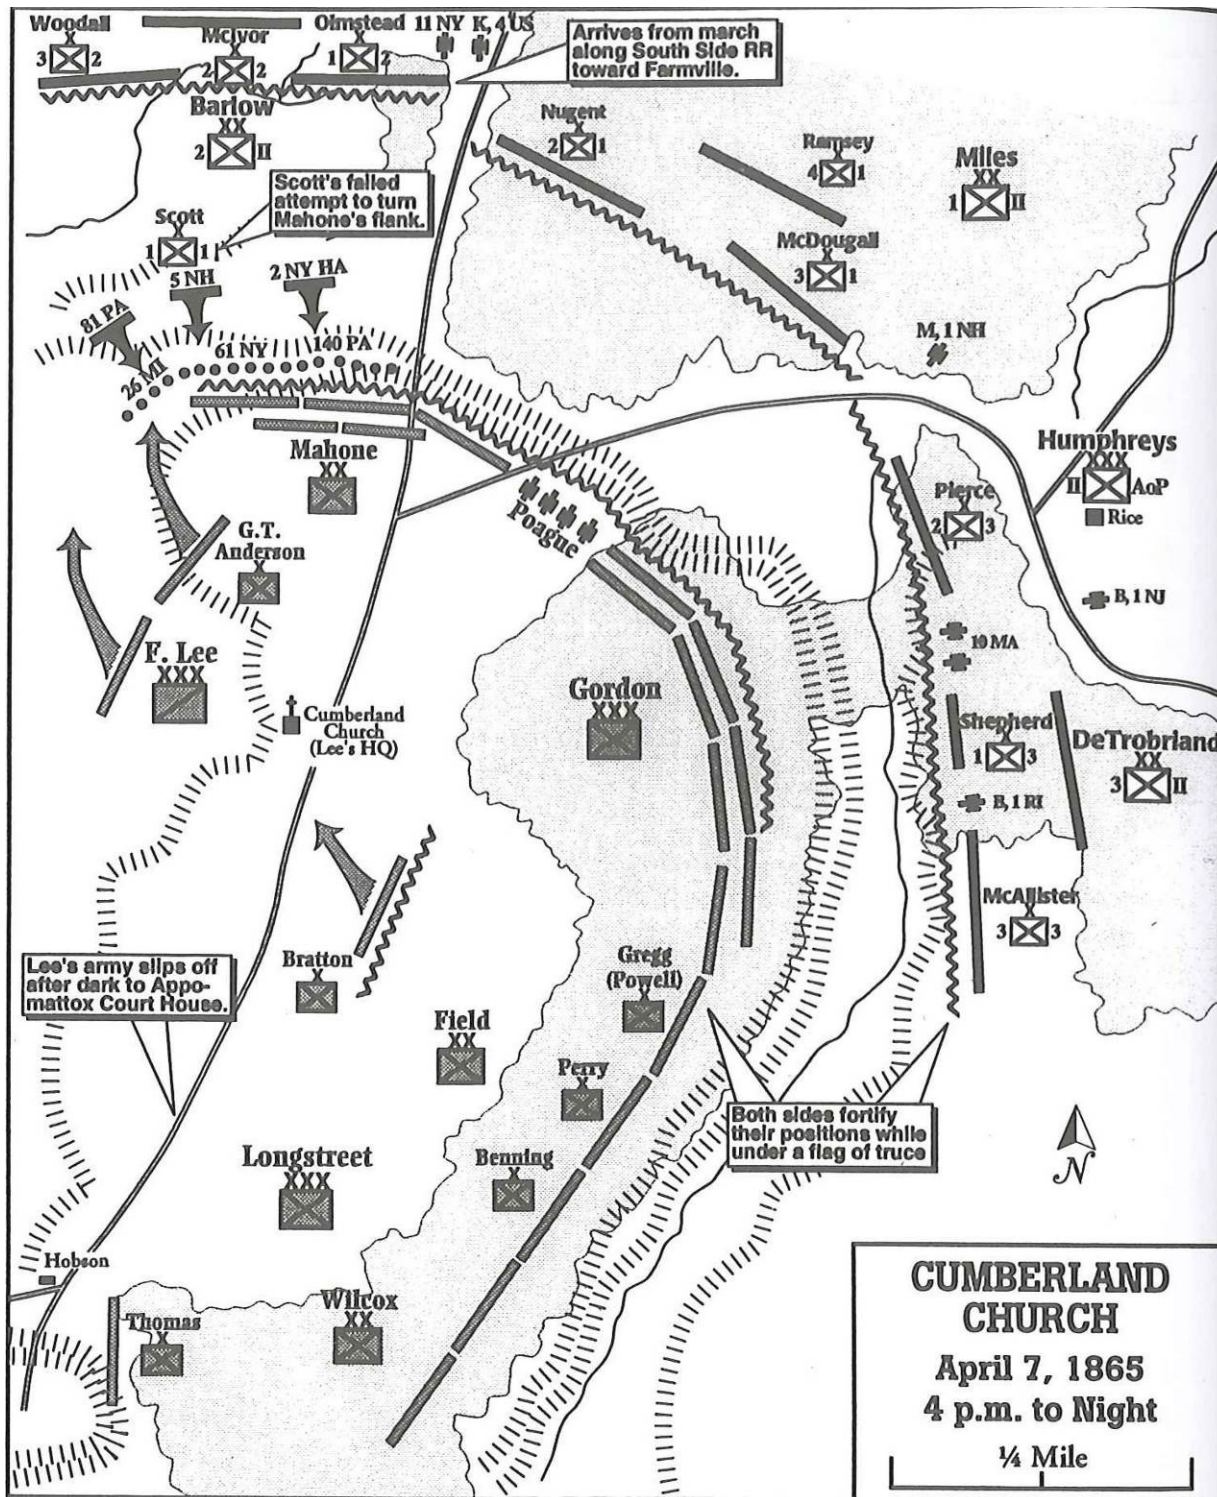 Woodall
3 2
XX
McIvor
X
2 2
Olmstead
X
1 2
11 NY
K, 4 US
Arrives from march
along South Side RR
toward Farmville.
Barlow
XX
2 II
Nugent
X
2 1
Ramsey
X
4 1
Miles
XX
1 II
Scott's failed
attempt to turn
Mahone's flank.
Scott
X
1 1
McDougall
X
3 1
5 NH
2 NY HA
81 PA
M, 1 NH
61 NY
140 PA
26 MI
Mahone
XX
Humphreys
XXX
II AoP
Rice
Pierce
X
2 3
Poague
G.T.
Anderson
X
B, 1 NJ
10 MA
F. Lee
XXX
Gordon
XXX
Cumberland
Church
(Lee's HQ)
Shepherd
X
1 3
DeTrobriand
XX
3 II
B, 1 RI
McAllister
X
3 3
Lee's army slips off
after dark to Appo-
mattox Court House.
Bratton
X
Gregg
(Powell)
X
Field
XX
Perry
X
Both sides fortify
their positions while
under a flag of truce
Longstreet
XXX
Benning
X
N
Hobson
Thomas
X
Wilcox
XX
CUMBERLAND
CHURCH
April 7, 1865
4 p.m. to Night
¼ Mile